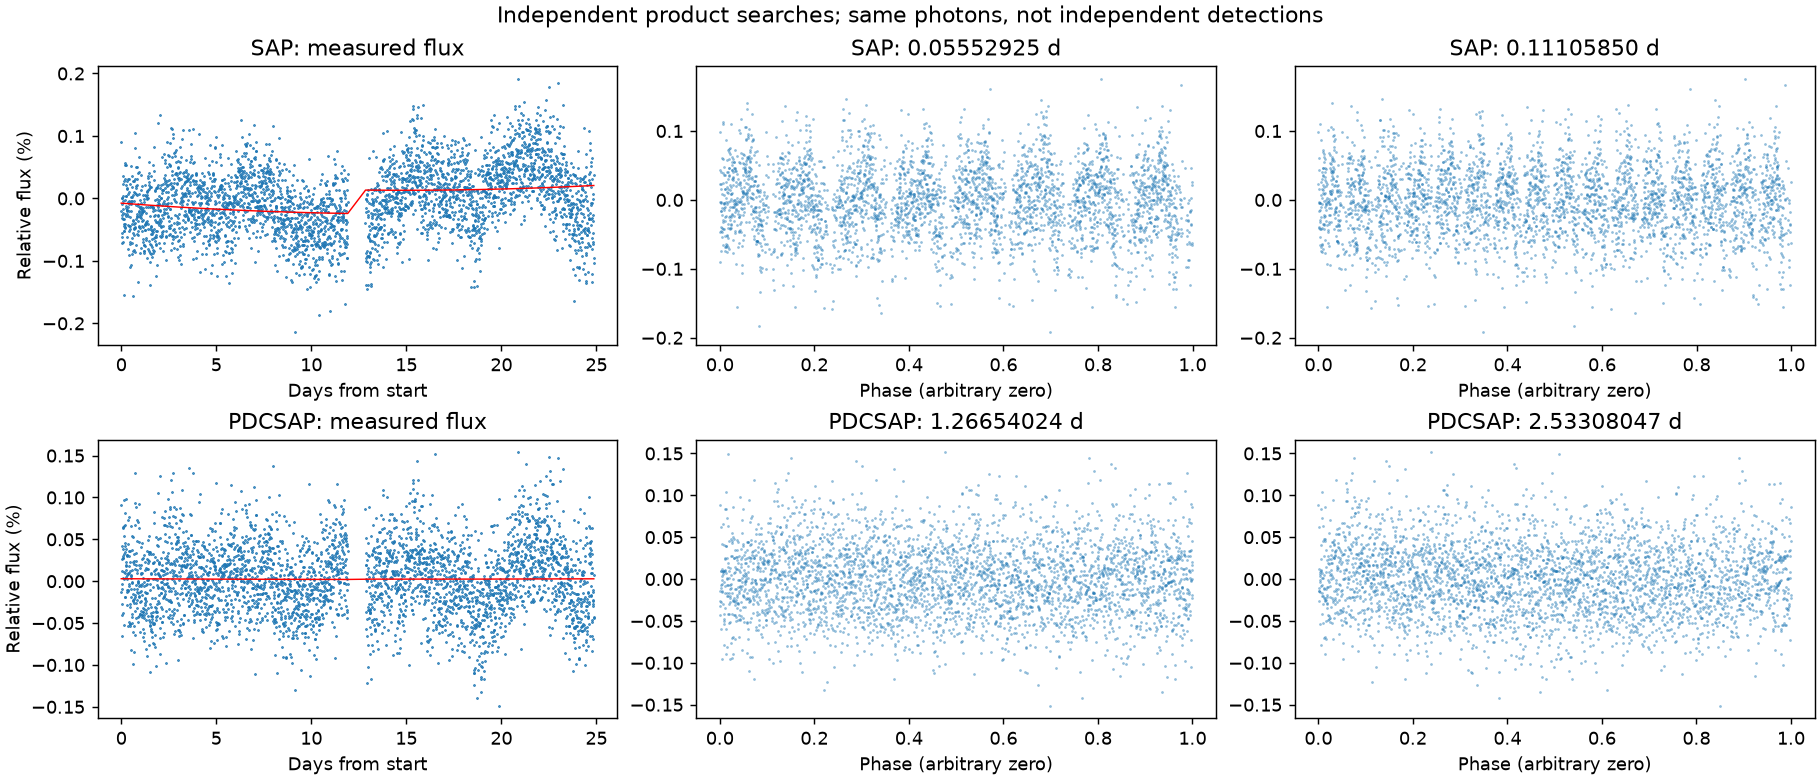 Independent product searches; same photons, not independent detections
SAP: measured flux
SAP: 0.05552925 d
SAP: 0.11105850 d
Relative flux (%)
0.2
0.1
0.0
−0.1
−0.2
0 5 10 15 20 25
Days from start
0.1
0.0
−0.1
−0.2
0.0 0.2 0.4 0.6 0.8 1.0
Phase (arbitrary zero)
0.1
0.0
−0.1
−0.2
0.0 0.2 0.4 0.6 0.8 1.0
Phase (arbitrary zero)
PDCSAP: measured flux
PDCSAP: 1.26654024 d
PDCSAP: 2.53308047 d
Relative flux (%)
0.15
0.10
0.05
0.00
−0.05
−0.10
−0.15
0 5 10 15 20 25
Days from start
0.15
0.10
0.05
0.00
−0.05
−0.10
−0.15
0.0 0.2 0.4 0.6 0.8 1.0
Phase (arbitrary zero)
0.15
0.10
0.05
0.00
−0.05
−0.10
−0.15
0.0 0.2 0.4 0.6 0.8 1.0
Phase (arbitrary zero)